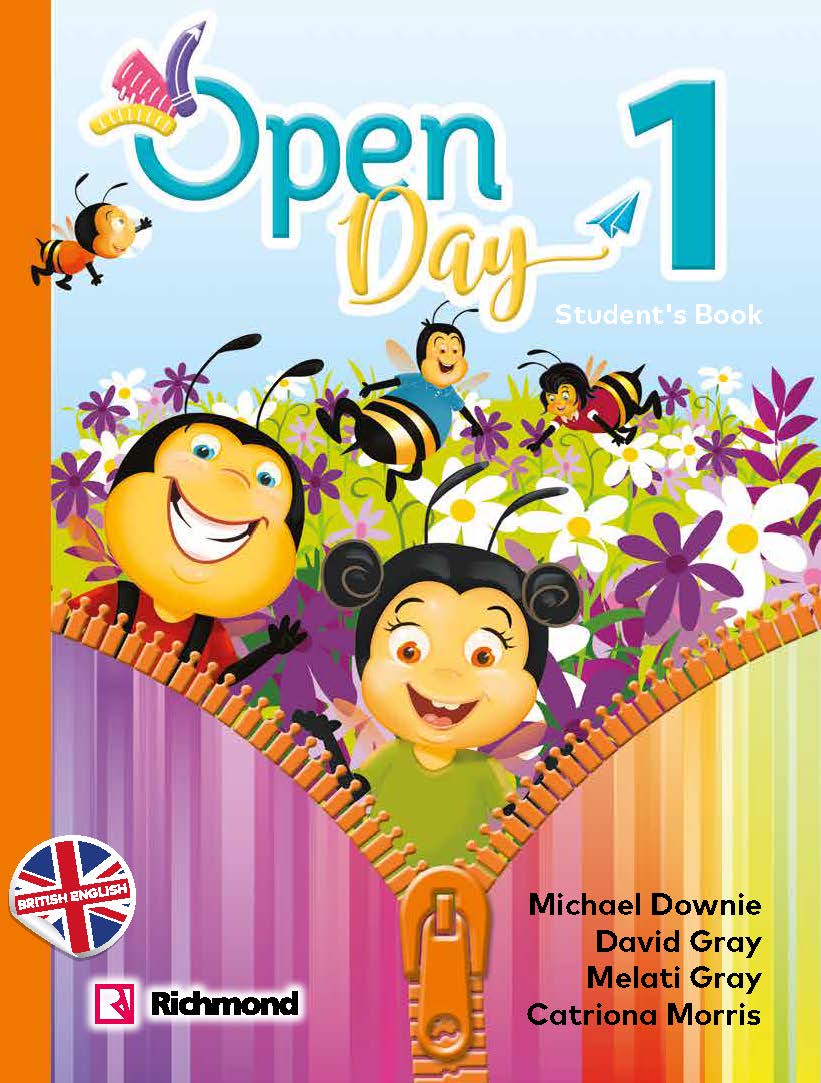 Open
Day
1
Student's Book
BRITISH ENGLISH
Michael Downie
David Gray
Melati Gray
Catriona Morris
Richmond